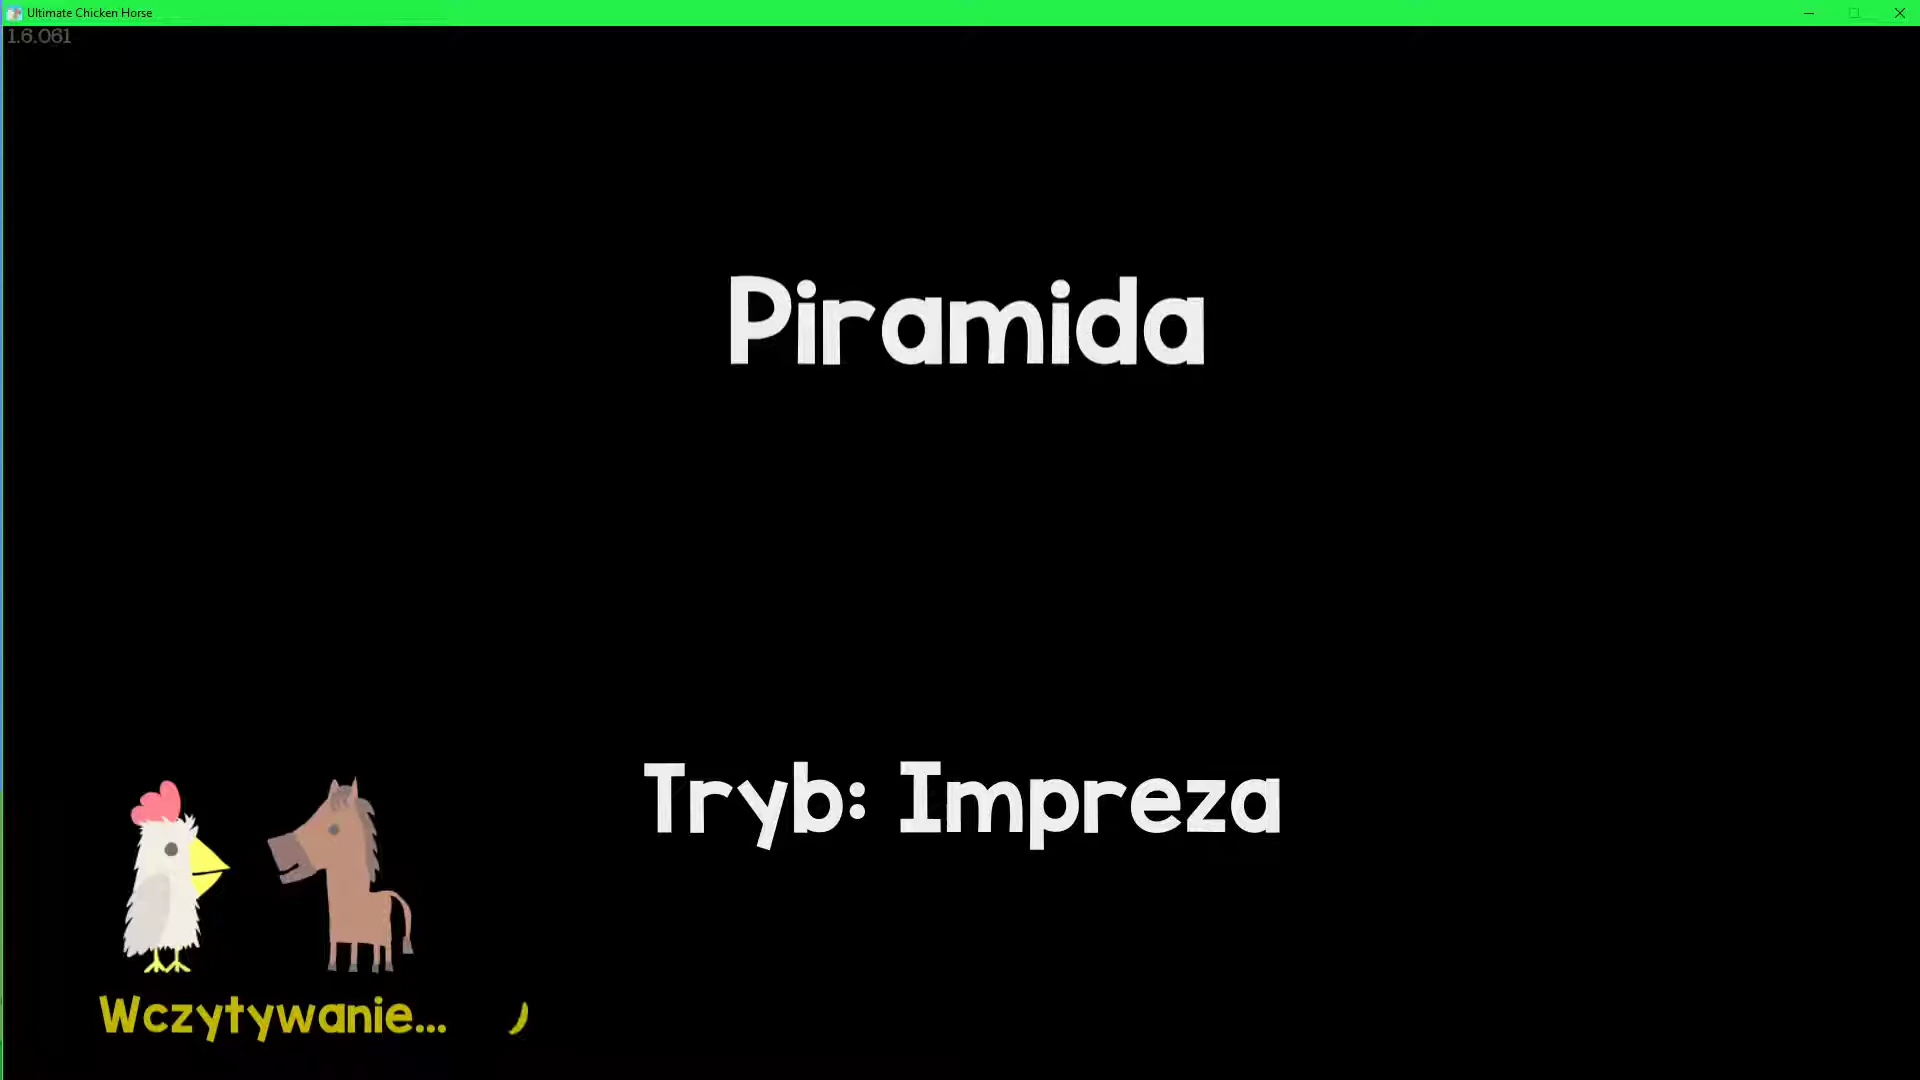 Ultimate Chicken Horse
1.6.061
Piramida
Tryb: Impreza
Wczytywanie...